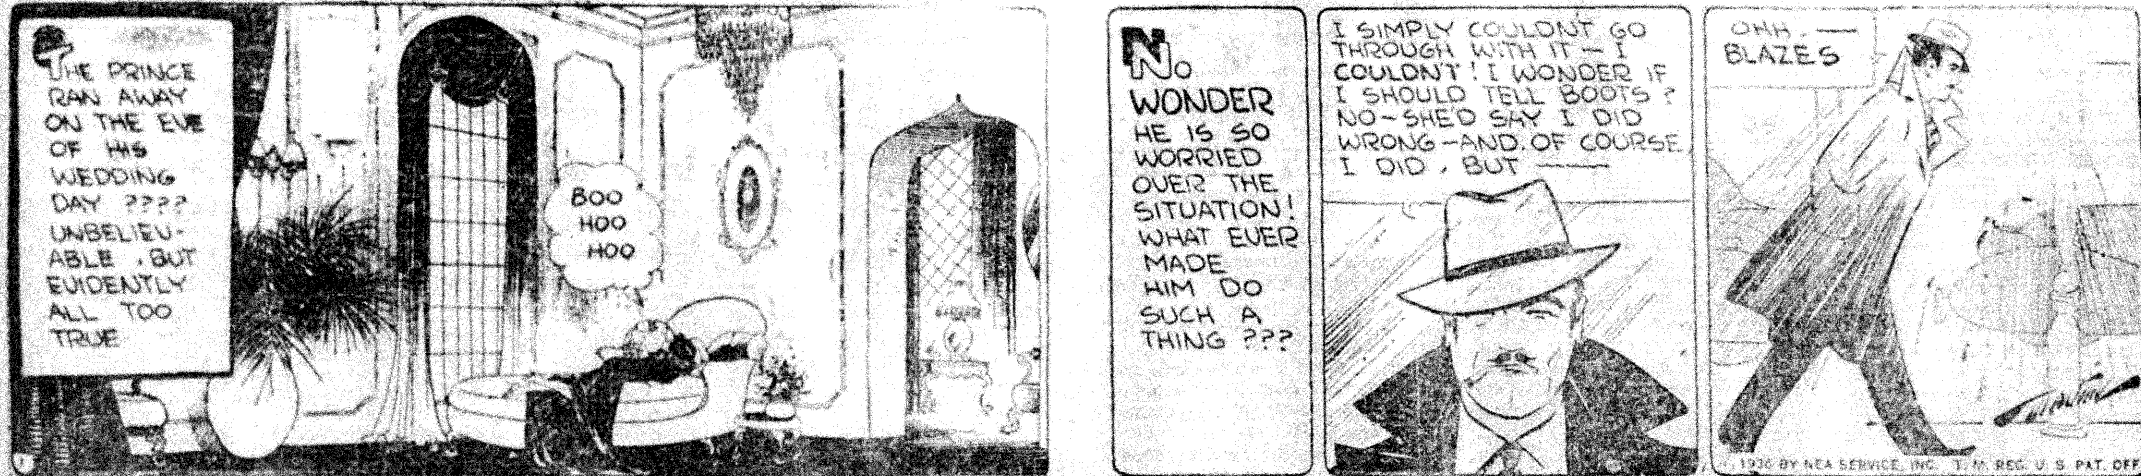 THE PRINCE
RAN AWAY
ON THE EVE
OF HIS
WEDDING
DAY ????
UNBELIEV-
ABLE, BUT
EVIDENTLY
ALL TOO
TRUE
BOO
HOO
HOO
NO
WONDER
HE IS SO
WORRIED
OVER THE
SITUATION!
WHAT EVER
MADE
HIM DO
SUCH A
THING ???
I SIMPLY COULDN'T GO
THROUGH WITH IT — I
COULDN'T! I WONDER IF
I SHOULD TELL BOOTS?
NO — SHE'D SAY I DID
WRONG — AND, OF COURSE
I DID, BUT ——
OHH, —
BLAZES
1930 BY NEA SERVICE, INC. T. M. REG. U. S. PAT. OFF.